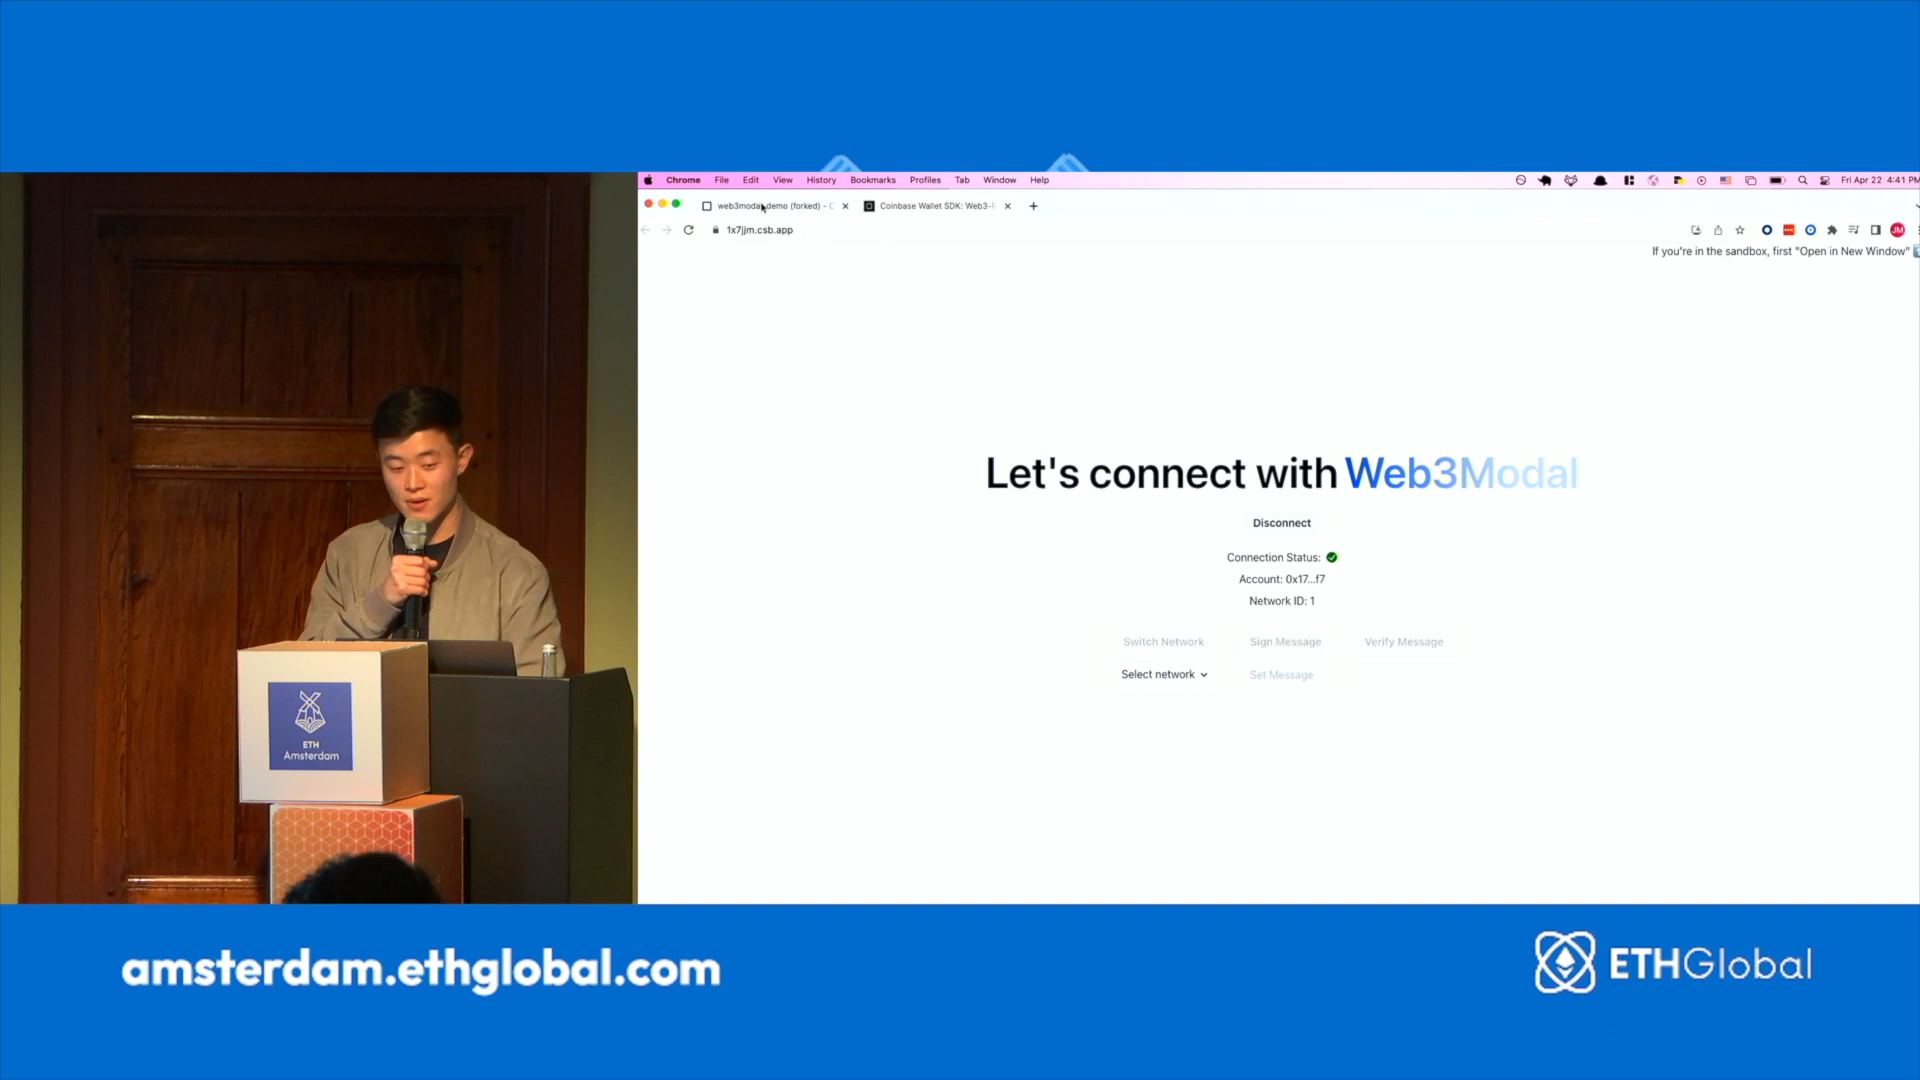 Chrome File Edit View History Bookmarks Profiles Tab Window Help
Fri Apr 22 4:41 PM
web3modal demo (forked) - C
Coinbase Wallet SDK: Web3-
1x7jjm.csb.app
JM
If you're in the sandbox, first "Open in New Window"
Let's connect with Web3Modal
Disconnect
Connection Status:
Account: 0x17...f7
Network ID: 1
Switch Network Sign Message Verify Message
Select network Set Message
ETH
Amsterdam
amsterdam.ethglobal.com
ETHGlobal